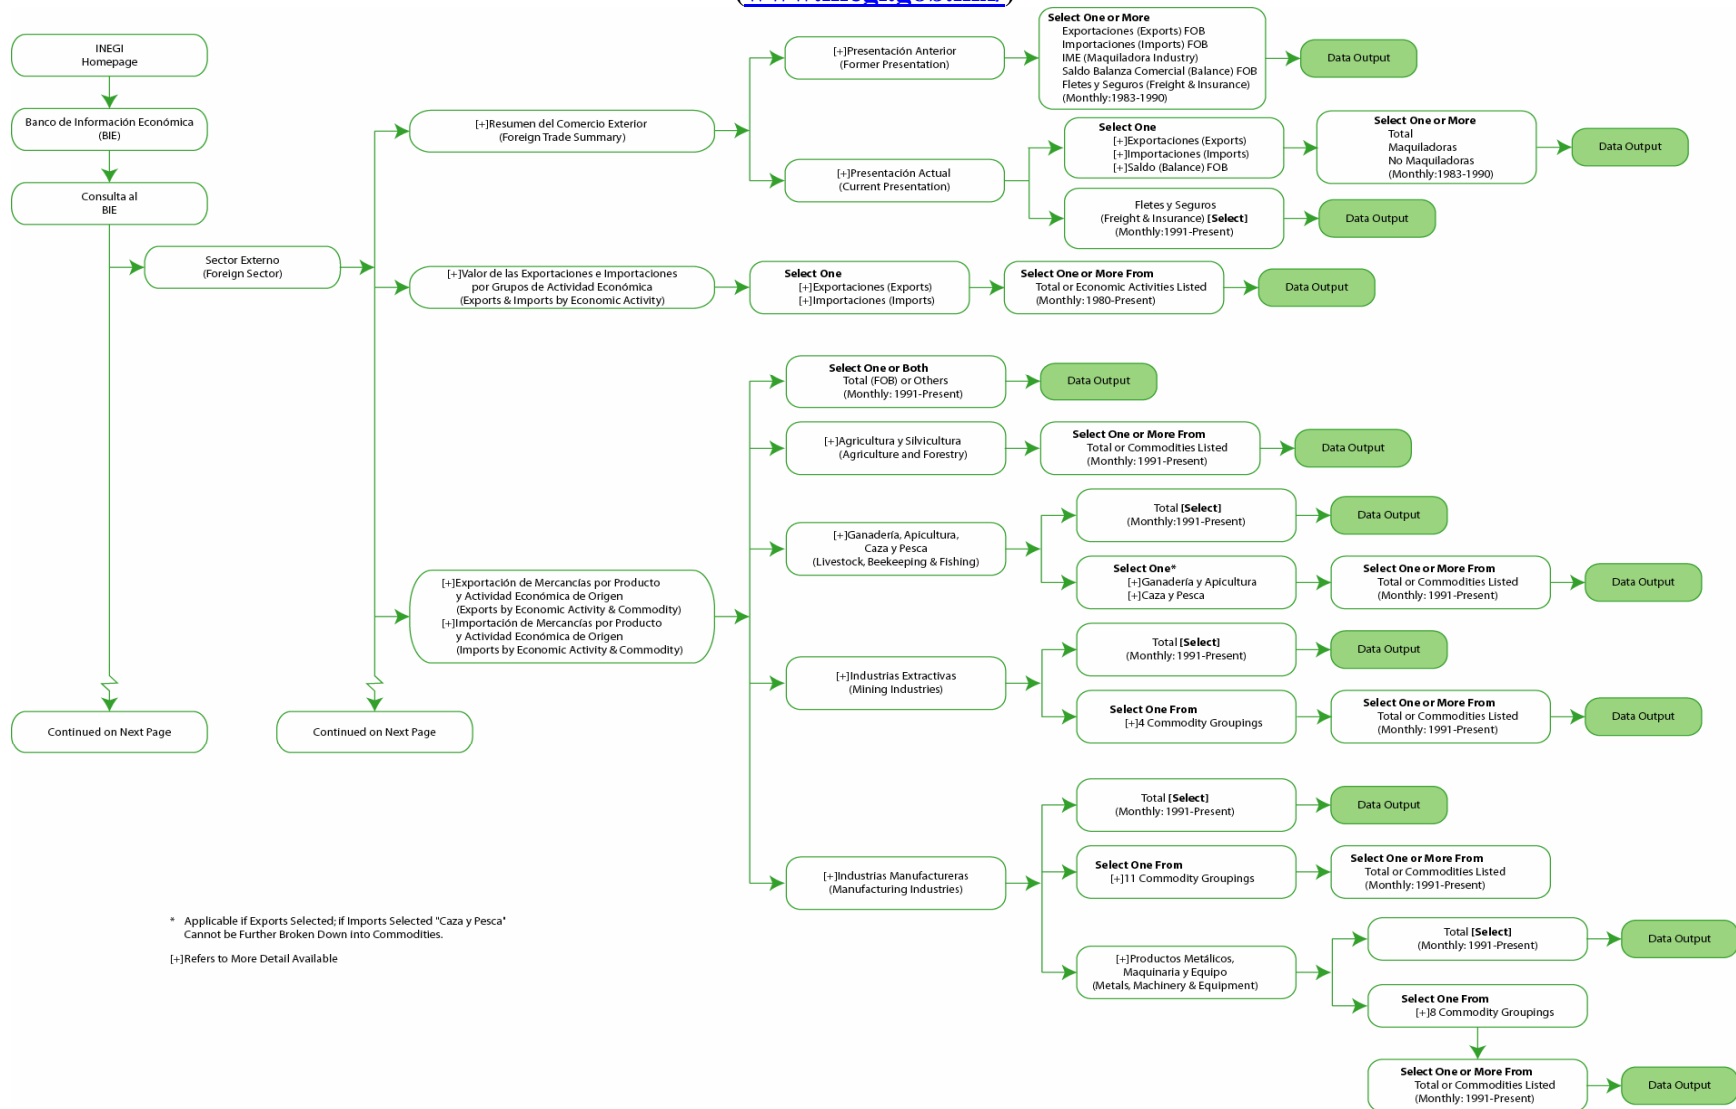 INEGI
Homepage
Banco de Información Económica
(BIE)
Consulta al
BIE
Continued on Next Page
Sector Externo
(Foreign Sector)
Continued on Next Page
[+]Resumen del Comercio Exterior
(Foreign Trade Summary)
[+]Presentación Anterior
(Former Presentation)
Select One or More
Exportaciones (Exports) FOB
Importaciones (Imports) FOB
IME (Maquiladora Industry)
Saldo Balanza Comercial (Balance) FOB
Fletes y Seguros (Freight & Insurance)
(Monthly:1983-1990)
Data Output
[+]Presentación Actual
(Current Presentation)
Select One
[+]Exportaciones (Exports)
[+]Importaciones (Imports)
[+]Saldo (Balance) FOB
Select One or More
Total
Maquiladoras
No Maquiladoras
(Monthly:1983-1990)
Data Output
Fletes y Seguros
(Freight & Insurance) [Select]
(Monthly:1991-Present)
Data Output
[+]Valor de las Exportaciones e Importaciones
por Grupos de Actividad Económica
(Exports & Imports by Economic Activity)
Select One
[+]Exportaciones (Exports)
[+]Importaciones (Imports)
Select One or More From
Total or Economic Activities Listed
(Monthly: 1980-Present)
Data Output
[+]Exportación de Mercancías por Producto
y Actividad Económica de Origen
(Exports by Economic Activity & Commodity)
[+]Importación de Mercancías por Producto
y Actividad Económica de Origen
(Imports by Economic Activity & Commodity)
Select One or Both
Total (FOB) or Others
(Monthly: 1991-Present)
Data Output
[+]Agricultura y Silvicultura
(Agriculture and Forestry)
Select One or More From
Total or Commodities Listed
(Monthly: 1991-Present)
Data Output
[+]Ganadería, Apicultura,
Caza y Pesca
(Livestock, Beekeeping & Fishing)
Total [Select]
(Monthly:1991-Present)
Data Output
Select One*
[+]Ganadería y Apicultura
[+]Caza y Pesca
Select One or More From
Total or Commodities Listed
(Monthly: 1991-Present)
Data Output
[+]Industrias Extractivas
(Mining Industries)
Total [Select]
(Monthly: 1991-Present)
Data Output
Select One From
[+]4 Commodity Groupings
Select One or More From
Total or Commodities Listed
(Monthly: 1991-Present)
Data Output
[+]Industrias Manufactureras
(Manufacturing Industries)
Total [Select]
(Monthly: 1991-Present)
Data Output
Select One From
[+]11 Commodity Groupings
Select One or More From
Total or Commodities Listed
(Monthly: 1991-Present)
[+]Productos Metálicos,
Maquinaria y Equipo
(Metals, Machinery & Equipment)
Total [Select]
(Monthly: 1991-Present)
Data Output
Select One From
[+]8 Commodity Groupings
Select One or More From
Total or Commodities Listed
(Monthly: 1991-Present)
Data Output
* Applicable if Exports Selected; if Imports Selected "Caza y Pesca"
Cannot be Further Broken Down into Commodities.
[+]Refers to More Detail Available